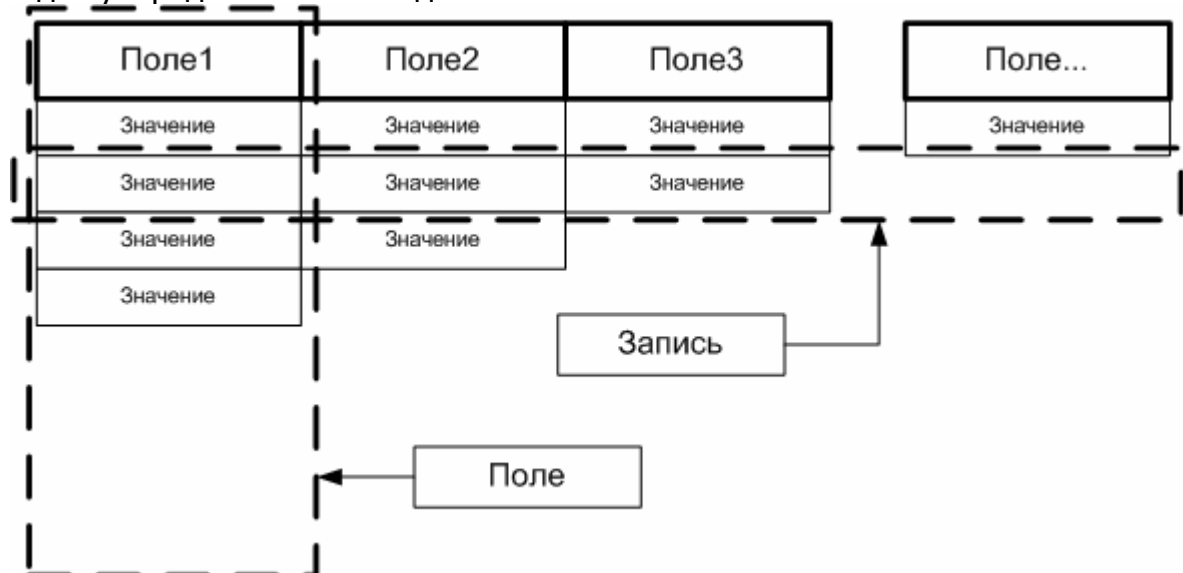 Поле1 Поле2 Поле3 Поле...
Значение Значение Значение Значение
Значение Значение Значение
Значение Значение
Значение
Запись
Поле